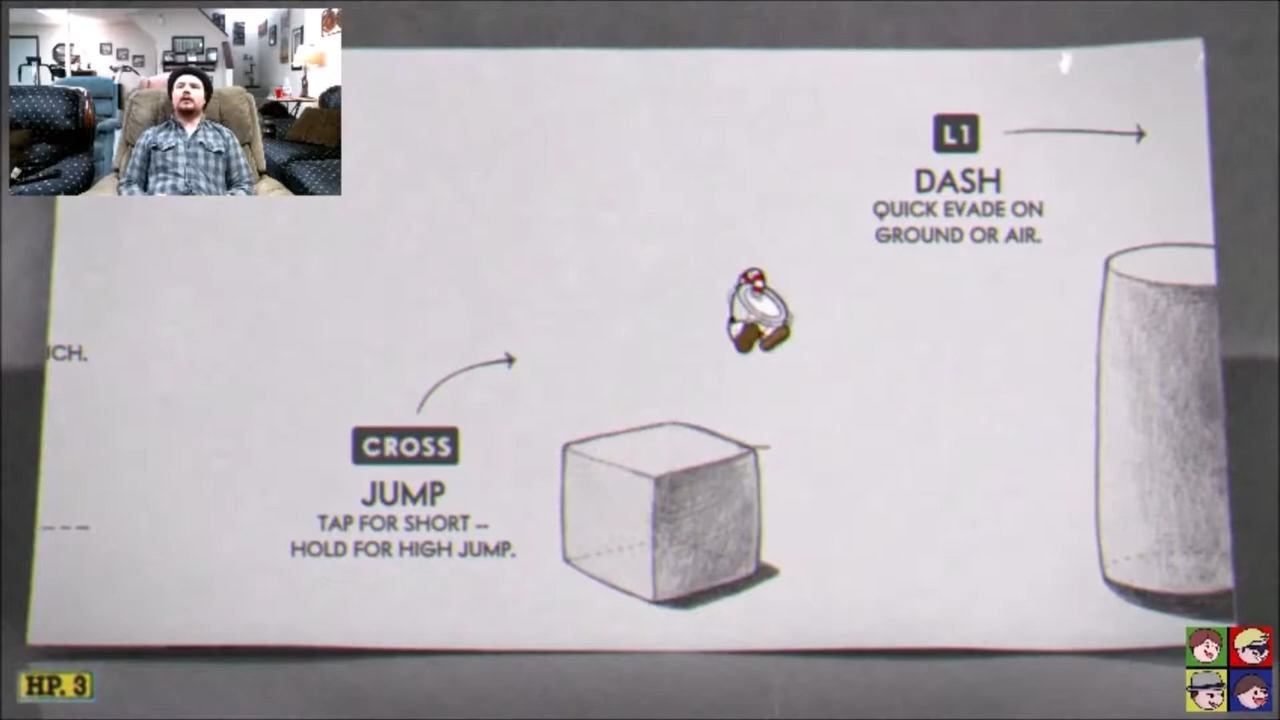 L1
DASH
QUICK EVADE ON
GROUND OR AIR.
CROSS
JUMP
TAP FOR SHORT –
HOLD FOR HIGH JUMP.
HP. 3